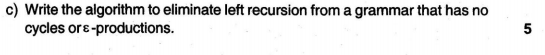 c) Write the algorithm to eliminate left recursion from a grammar that has no
cycles or ε-productions. 5